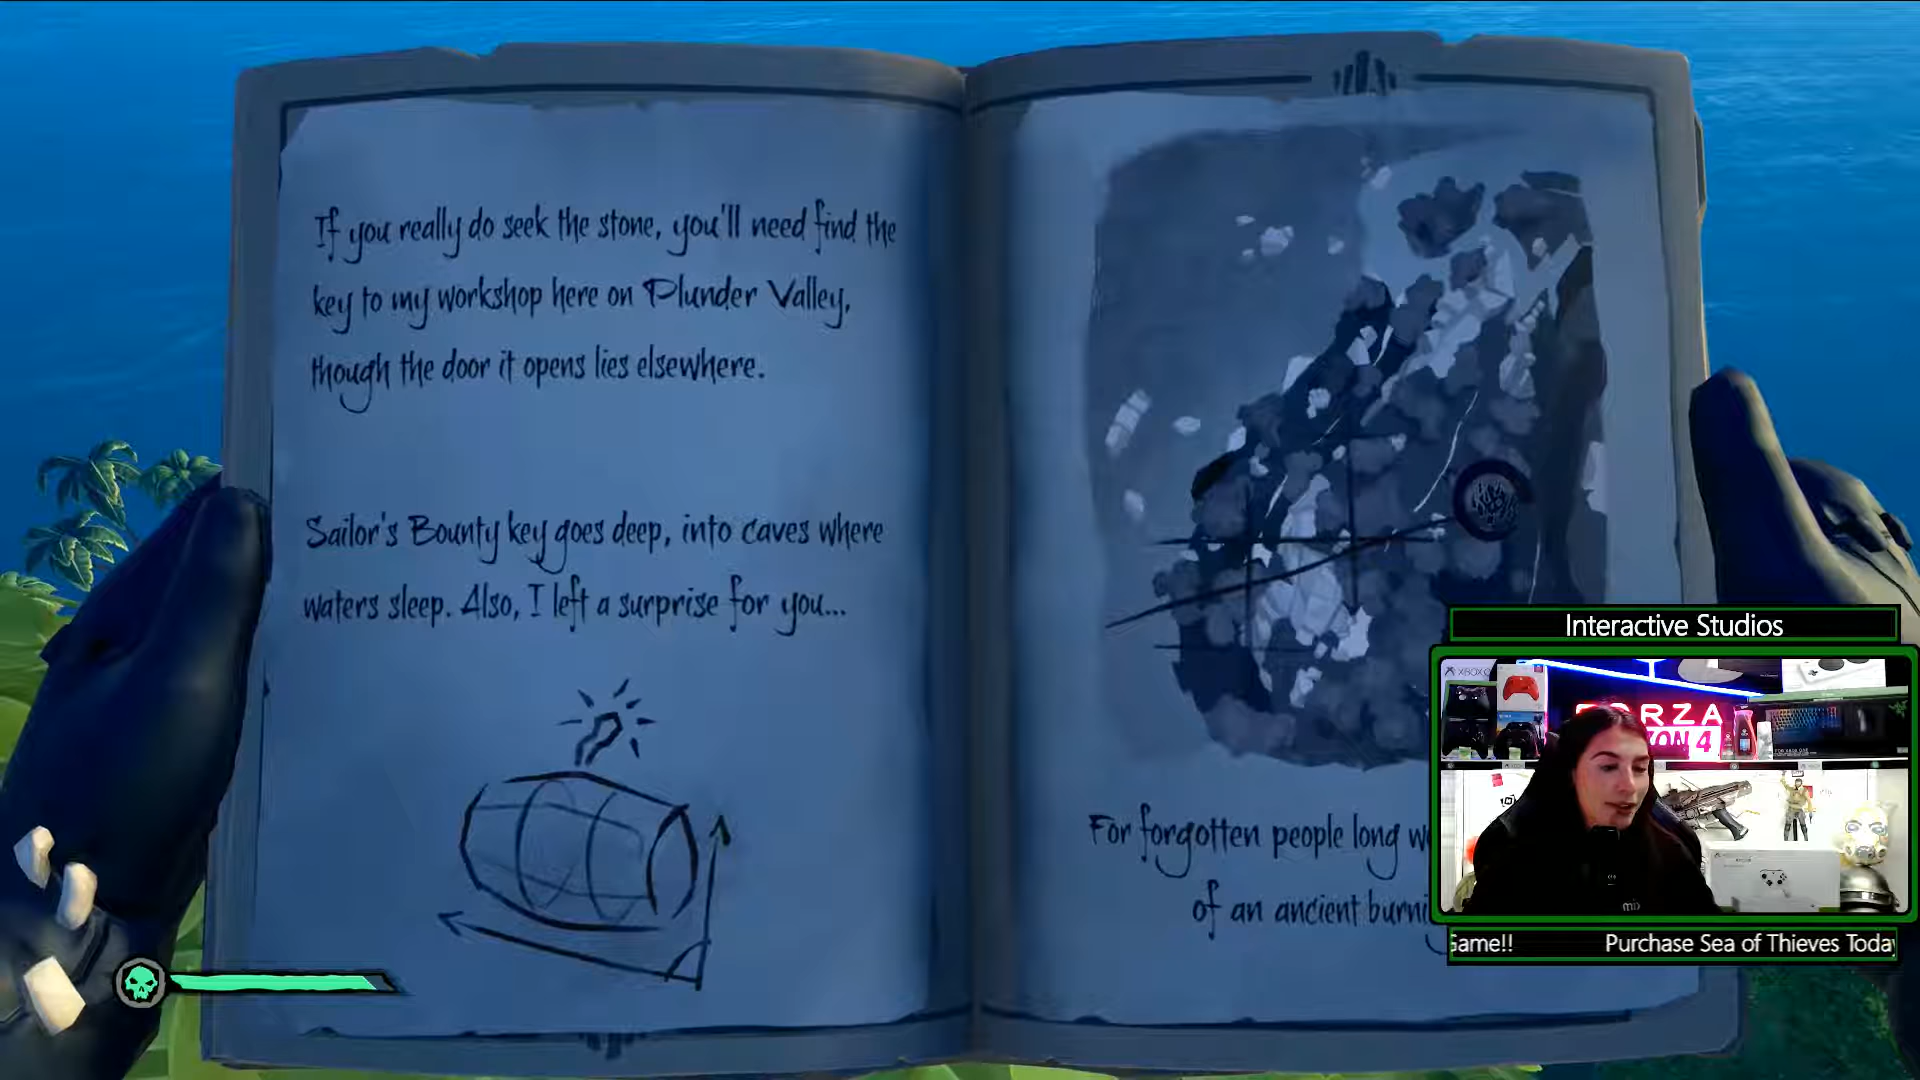 If you really do seek the stone, you'll need find the
key to my workshop here on Plunder Valley,
though the door it opens lies elsewhere.
Sailor's Bounty key goes deep, into caves where
waters sleep. Also, I left a surprise for you...
For forgotten people long
of an ancient
Interactive Studios
XBOX
FORZA
4
Game!!
Purchase Sea of Thieves Today